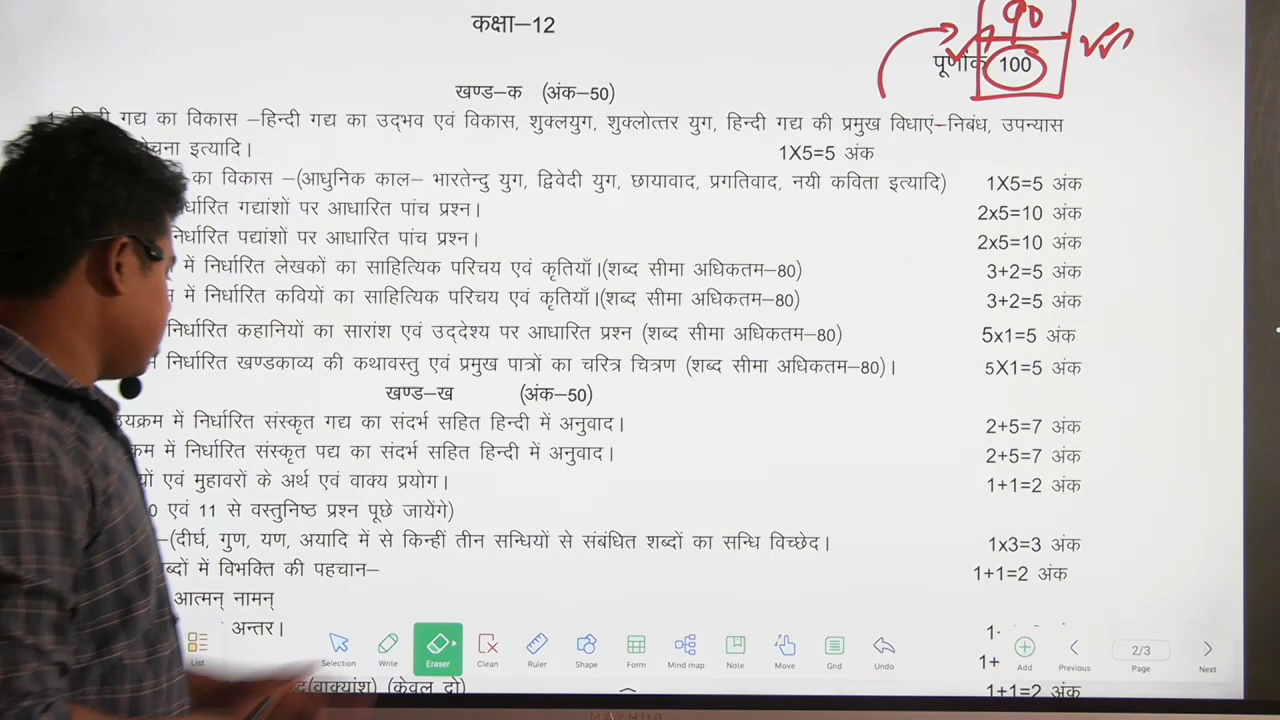 कक्षा–12
90
पूर्णांक 100
खण्ड–क (अंक–50)
गद्य का विकास –हिन्दी गद्य का उद्भव एवं विकास, शुक्लयुग, शुक्लोत्तर युग, हिन्दी गद्य की प्रमुख विधाएं–निबंध, उपन्यास
इत्यादि। 1X5=5 अंक
का विकास –(आधुनिक काल– भारतेन्दु युग, द्विवेदी युग, छायावाद, प्रगतिवाद, नयी कविता इत्यादि) 1X5=5 अंक
गद्यांशों पर आधारित पांच प्रश्न। 2x5=10 अंक
निर्धारित पद्यांशों पर आधारित पांच प्रश्न। 2x5=10 अंक
में निर्धारित लेखकों का साहित्यिक परिचय एवं कृतियाँ।(शब्द सीमा अधिकतम–80) 3+2=5 अंक
में निर्धारित कवियों का साहित्यिक परिचय एवं कृतियाँ।(शब्द सीमा अधिकतम–80) 3+2=5 अंक
निर्धारित कहानियों का सारांश एवं उद्देश्य पर आधारित प्रश्न (शब्द सीमा अधिकतम–80) 5x1=5 अंक
निर्धारित खण्डकाव्य की कथावस्तु एवं प्रमुख पात्रों का चरित्र चित्रण (शब्द सीमा अधिकतम–80)। 5X1=5 अंक
खण्ड–ख (अंक–50)
में निर्धारित संस्कृत गद्य का संदर्भ सहित हिन्दी में अनुवाद। 2+5=7 अंक
में निर्धारित संस्कृत पद्य का संदर्भ सहित हिन्दी में अनुवाद। 2+5=7 अंक
एवं मुहावरों के अर्थ एवं वाक्य प्रयोग। 1+1=2 अंक
एवं 11 से वस्तुनिष्ठ प्रश्न पूछे जायेंगे)
–(दीर्घ, गुण, यण, अयादि में से किन्हीं तीन सन्धियों से संबंधित शब्दों का सन्धि विच्छेद। 1x3=3 अंक
में विभक्ति की पहचान– 1+1=2 अंक
आत्मन् नामन्
अन्तर। 1
1+
List Selection Write Eraser Clean Ruler Shape Form Mind map Note Move Grid Undo Add Previous 2/3 Page Next
(वाक्यांश) (केवल दो) 1+1=2 अंक
MAXHUB